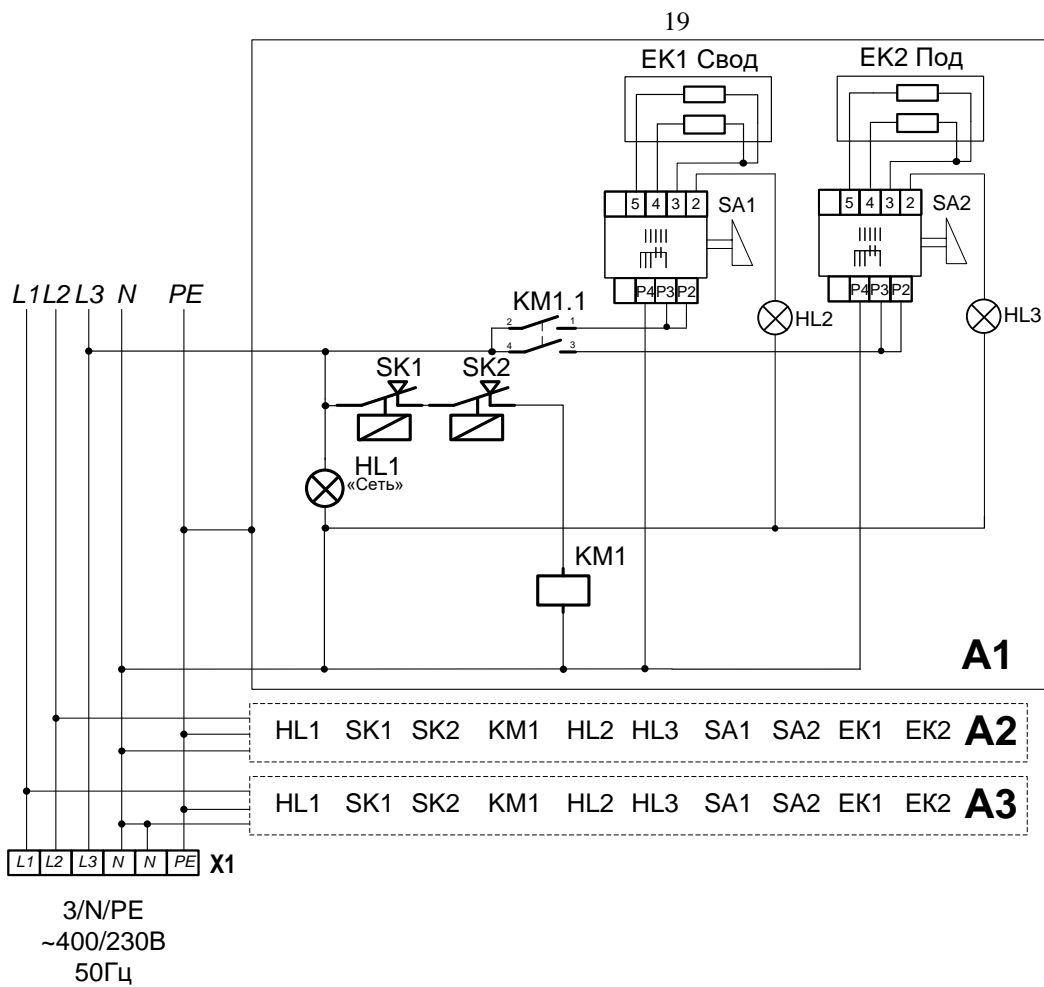 19
EK1 Свод
EK2 Под
5 4 3 2
SA1
5 4 3 2
SA2
P4 P3 P2
P4 P3 P2
L1 L2 L3 N PE
KM1.1
2 1
4 3
HL2
HL3
SK1 SK2
HL1
«Сеть»
KM1
A1
HL1 SK1 SK2 KM1 HL2 HL3 SA1 SA2 EK1 EK2 A2
HL1 SK1 SK2 KM1 HL2 HL3 SA1 SA2 EK1 EK2 A3
L1 L2 L3 N N PE X1
3/N/PE
~400/230В
50Гц